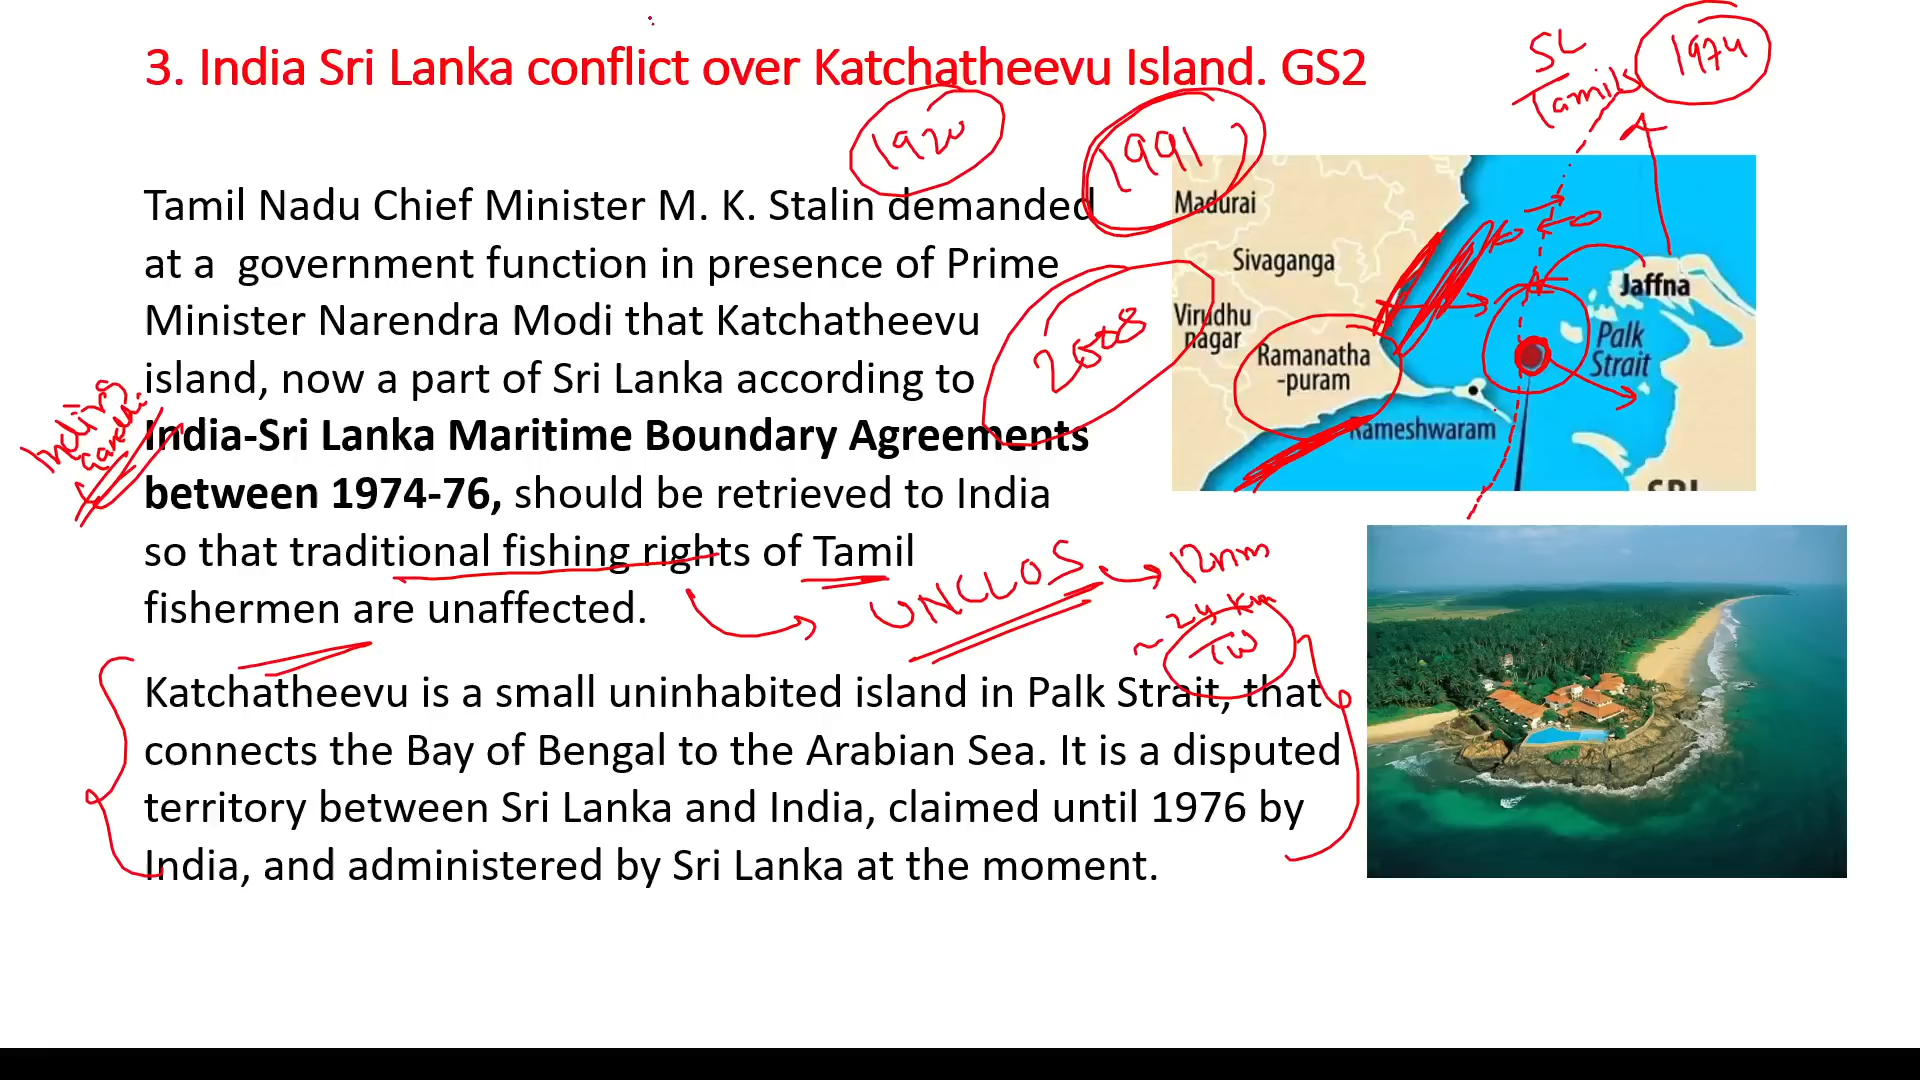 3. India Sri Lanka conflict over Katchatheevu Island. GS2
SL
Tamils
1974
1920
1991
2008
Tamil Nadu Chief Minister M. K. Stalin demanded
at a government function in presence of Prime
Minister Narendra Modi that Katchatheevu
island, now a part of Sri Lanka according to
India-Sri Lanka Maritime Boundary Agreements
between 1974-76, should be retrieved to India
so that traditional fishing rights of Tamil
fishermen are unaffected.
Indira
Gandhi
UNCLOS
12nm
~24 km
TW
Katchatheevu is a small uninhabited island in Palk Strait, that
connects the Bay of Bengal to the Arabian Sea. It is a disputed
territory between Sri Lanka and India, claimed until 1976 by
India, and administered by Sri Lanka at the moment.
Madurai
Sivaganga
Virudhu
nagar
Ramanatha
-puram
Rameshwaram
Jaffna
Palk
Strait
SRI